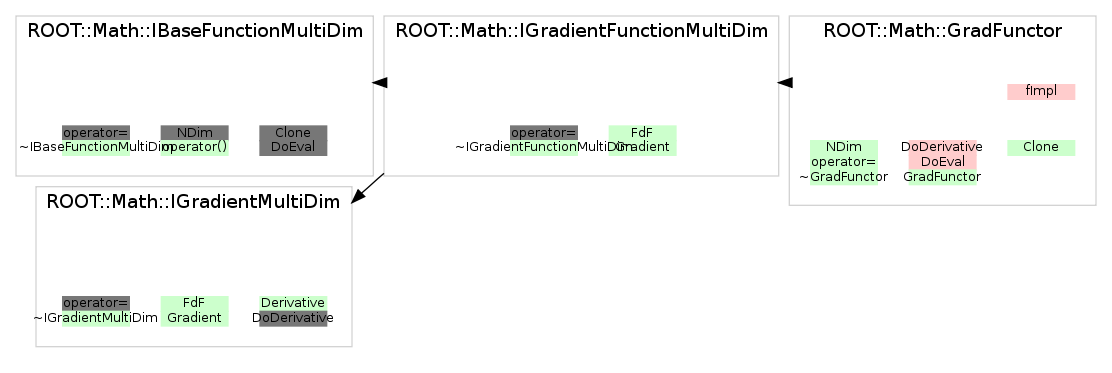 ROOT::Math::IBaseFunctionMultiDim
operator= NDim Clone
~IBaseFunctionMultiDim operator() DoEval
ROOT::Math::IGradientFunctionMultiDim
operator= FdF
~IGradientFunctionMultiDim Gradient
ROOT::Math::GradFunctor
fImpl
NDim DoDerivative Clone
operator= DoEval
~GradFunctor GradFunctor
ROOT::Math::IGradientMultiDim
operator= FdF Derivative
~IGradientMultiDim Gradient DoDerivative